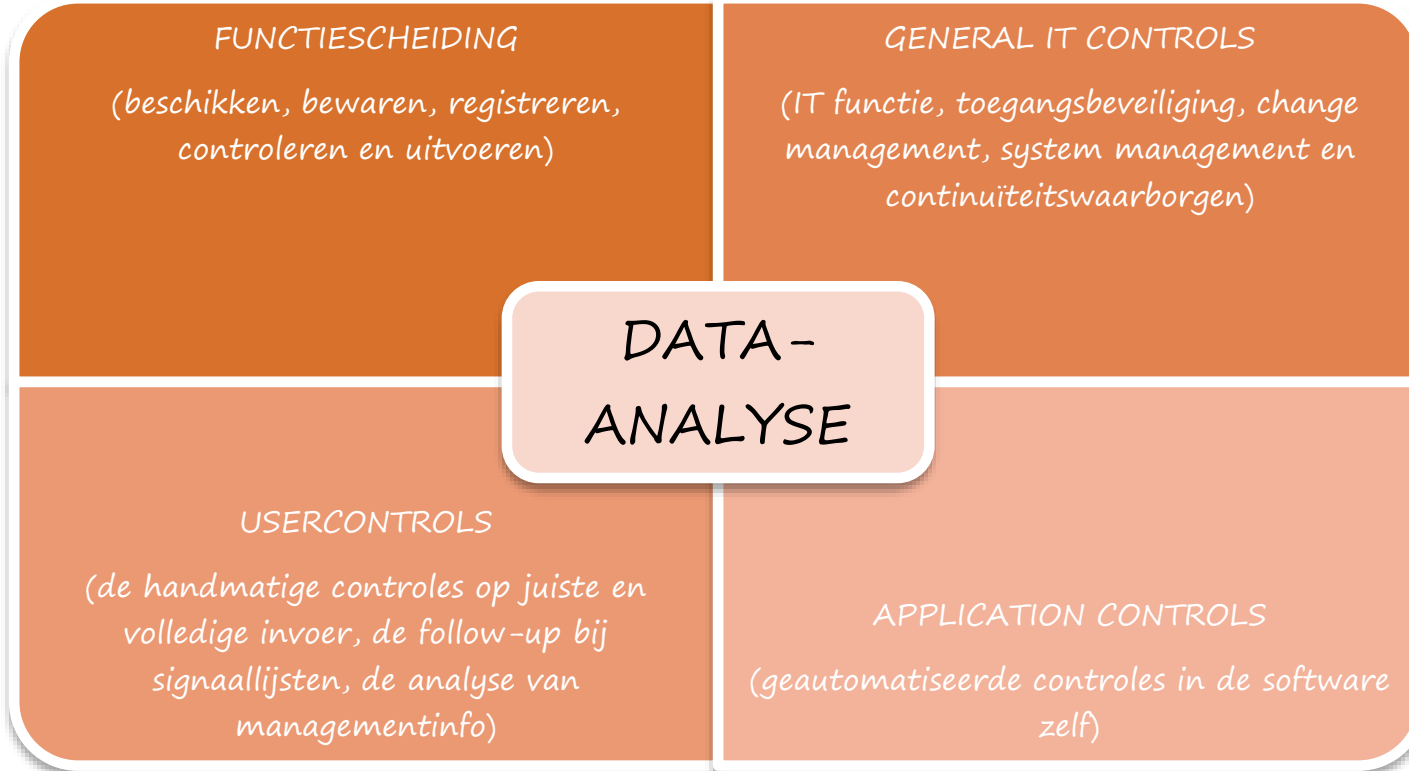 FUNCTIESCHEIDING
(beschikken, bewaren, registreren,
controleren en uitvoeren)
GENERAL IT CONTROLS
(IT functie, toegangsbeveiliging, change
management, system management en
continuïteitswaarborgen)
DATA-
ANALYSE
USERCONTROLS
(de handmatige controles op juiste en
volledige invoer, de follow-up bij
signaallijsten, de analyse van
managementinfo)
APPLICATION CONTROLS
(geautomatiseerde controles in de software
zelf)